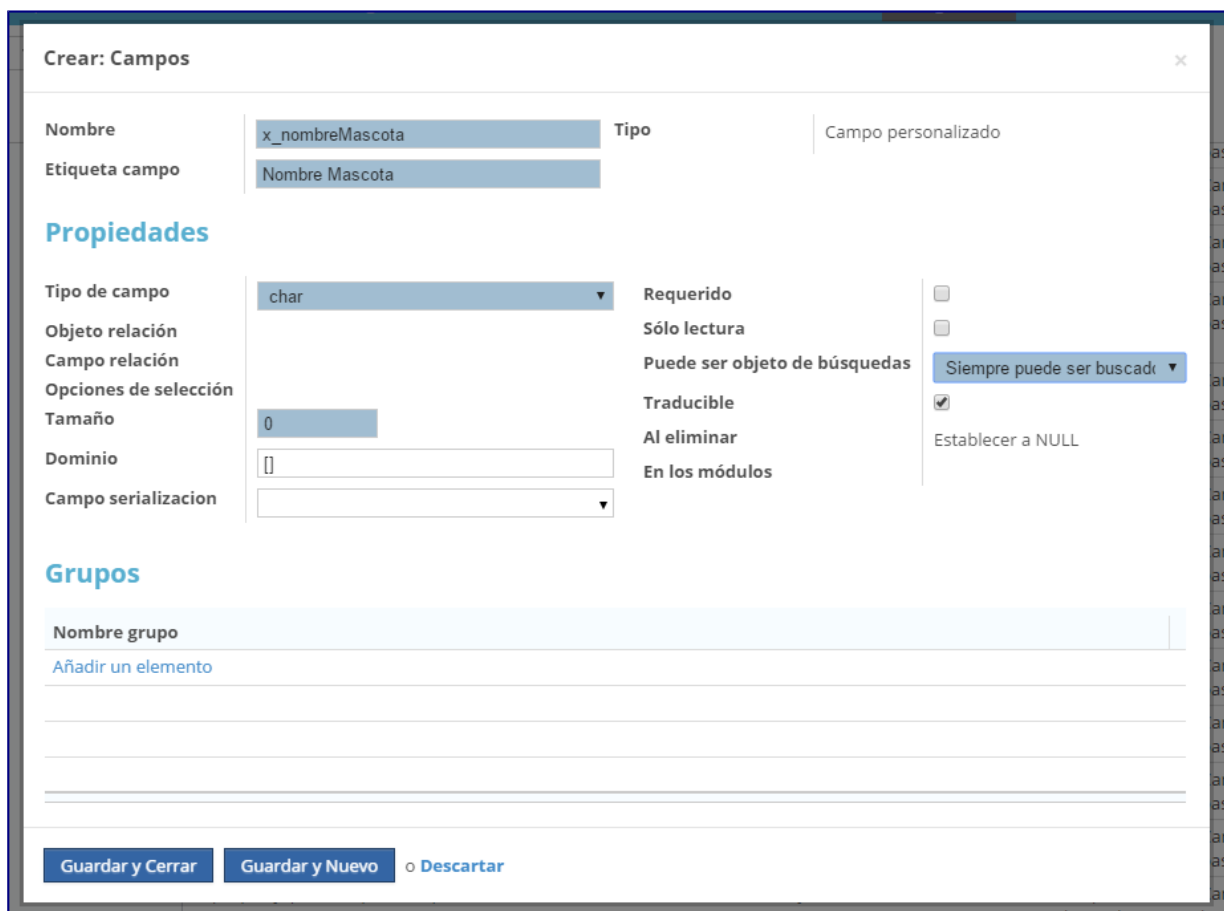 Crear: Campos
×
Nombre
x_nombreMascota
Tipo
Campo personalizado
Etiqueta campo
Nombre Mascota
Propiedades
Tipo de campo
char
Objeto relación
Campo relación
Opciones de selección
Tamaño
0
Dominio
[]
Campo serializacion
Requerido
Sólo lectura
Puede ser objeto de búsquedas
Siempre puede ser buscado
Traducible
Al eliminar
Establecer a NULL
En los módulos
Grupos
Nombre grupo
Añadir un elemento
Guardar y Cerrar
Guardar y Nuevo
o Descartar